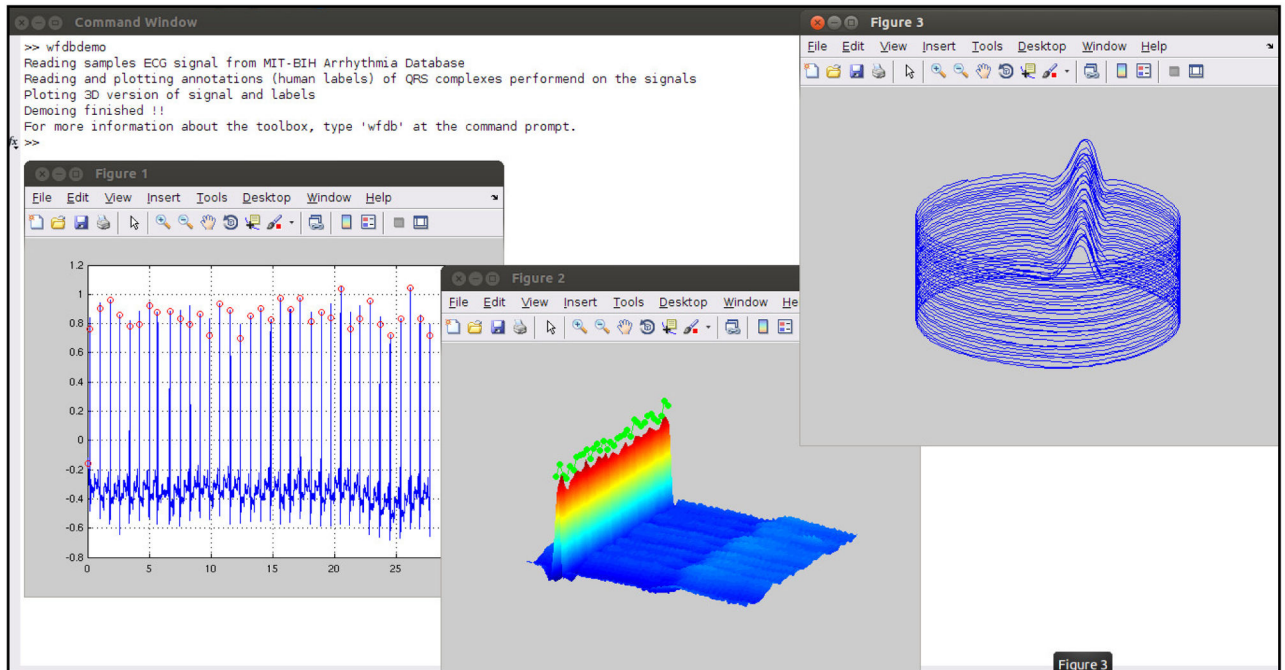 Command Window
>> wfdbdemo
Reading samples ECG signal from MIT-BIH Arrhythmia Database
Reading and plotting annotations (human labels) of QRS complexes performend on the signals
Ploting 3D version of signal and labels
Demoing finished !!
For more information about the toolbox, type 'wfdb' at the command prompt.
fx >>
Figure 1
File Edit View Insert Tools Desktop Window Help
1.2
1
0.8
0.6
0.4
0.2
0
-0.2
-0.4
-0.6
-0.8
0 5 10 15 20 25
Figure 2
File Edit View Insert Tools Desktop Window He
Figure 3
File Edit View Insert Tools Desktop Window Help
Figure 3